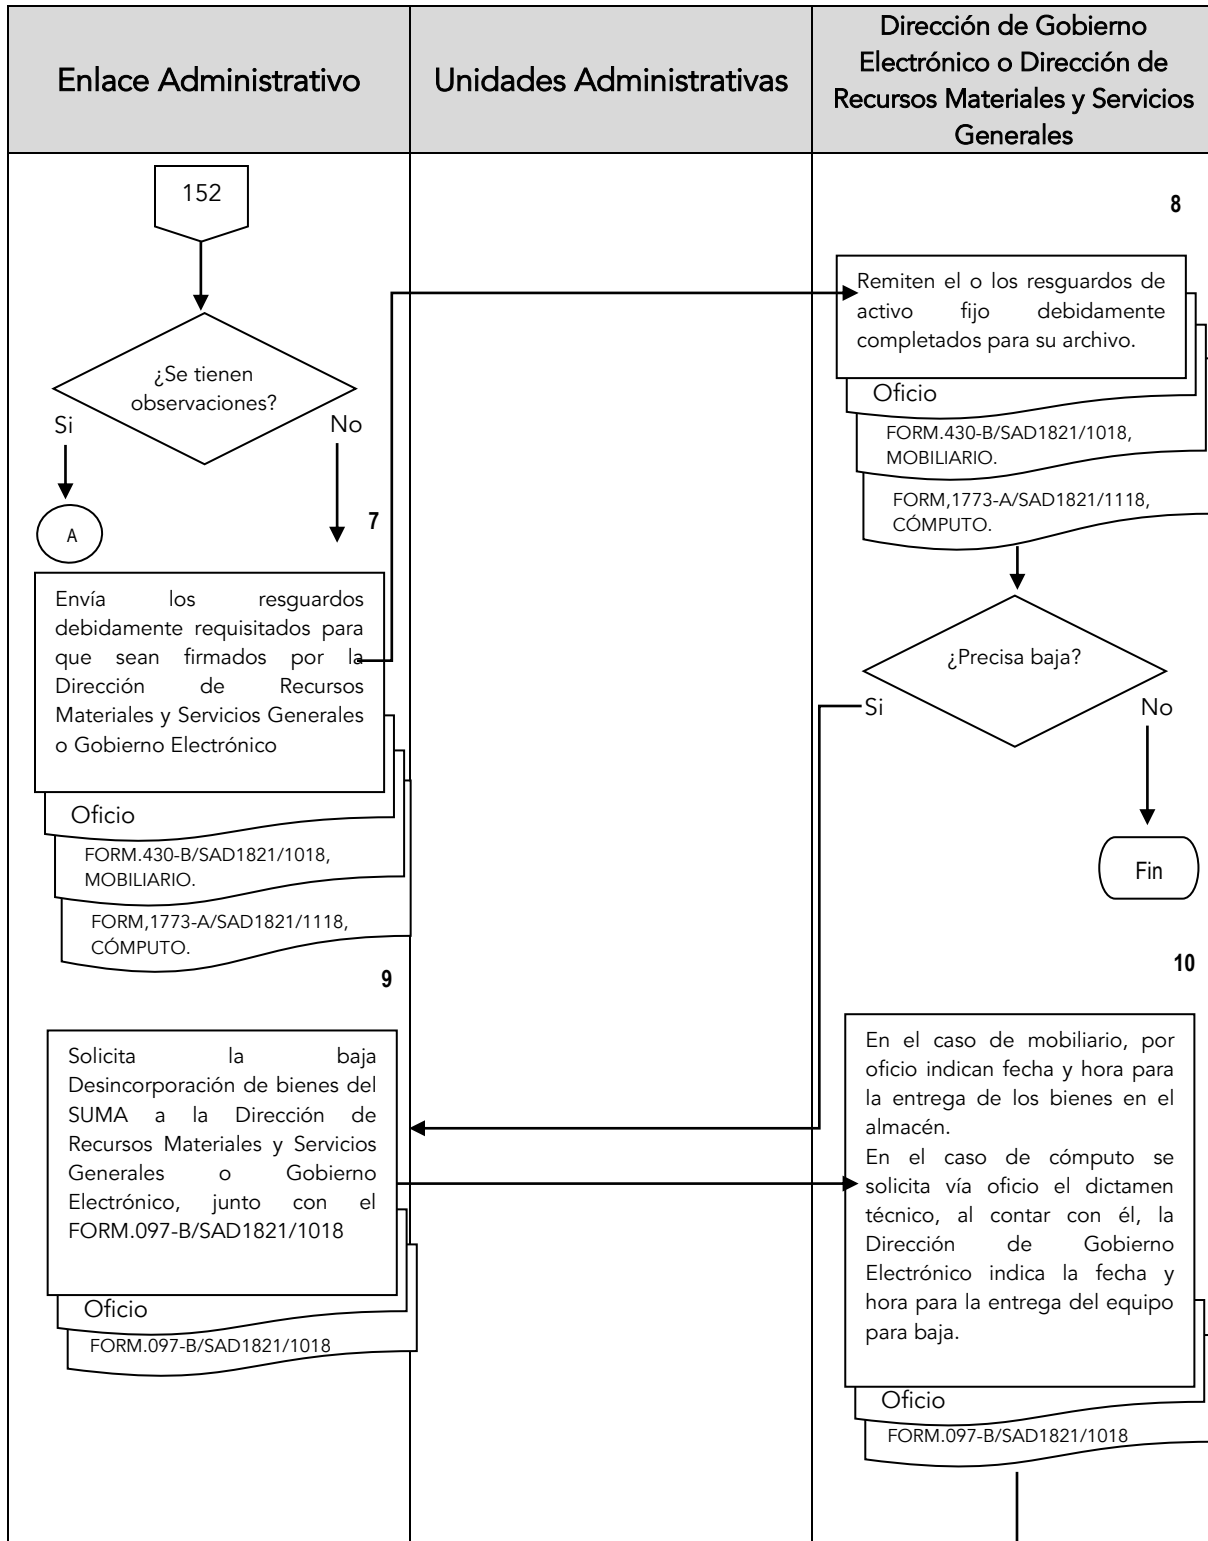 Enlace Administrativo
Unidades Administrativas
Dirección de Gobierno
Electrónico o Dirección de
Recursos Materiales y Servicios
Generales
152
¿Se tienen
observaciones?
Si
No
A
7
Envía los resguardos
debidamente requisitados para
que sean firmados por la
Dirección de Recursos
Materiales y Servicios Generales
o Gobierno Electrónico
Oficio
FORM.430-B/SAD1821/1018,
MOBILIARIO.
FORM,1773-A/SAD1821/1118,
CÓMPUTO.
8
Remiten el o los resguardos de
activo fijo debidamente
completados para su archivo.
Oficio
FORM.430-B/SAD1821/1018,
MOBILIARIO.
FORM,1773-A/SAD1821/1118,
CÓMPUTO.
¿Precisa baja?
Si
No
Fin
9
Solicita la baja
Desincorporación de bienes del
SUMA a la Dirección de
Recursos Materiales y Servicios
Generales o Gobierno
Electrónico, junto con el
FORM.097-B/SAD1821/1018
Oficio
FORM.097-B/SAD1821/1018
10
En el caso de mobiliario, por
oficio indican fecha y hora para
la entrega de los bienes en el
almacén.
En el caso de cómputo se
solicita vía oficio el dictamen
técnico, al contar con él, la
Dirección de Gobierno
Electrónico indica la fecha y
hora para la entrega del equipo
para baja.
Oficio
FORM.097-B/SAD1821/1018